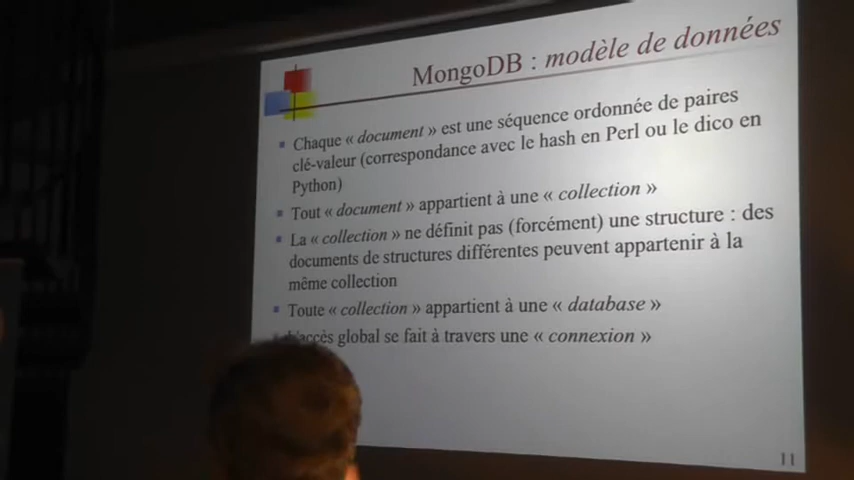 MongoDB : modèle de données
Chaque « document » est une séquence ordonnée de paires
clé-valeur (correspondance avec le hash en Perl ou le dico en
Python)
Tout « document » appartient à une « collection »
La « collection » ne définit pas (forcément) une structure : des
documents de structures différentes peuvent appartenir à la
même collection
Toute « collection » appartient à une « database »
L'accès global se fait à travers une « connexion »
11